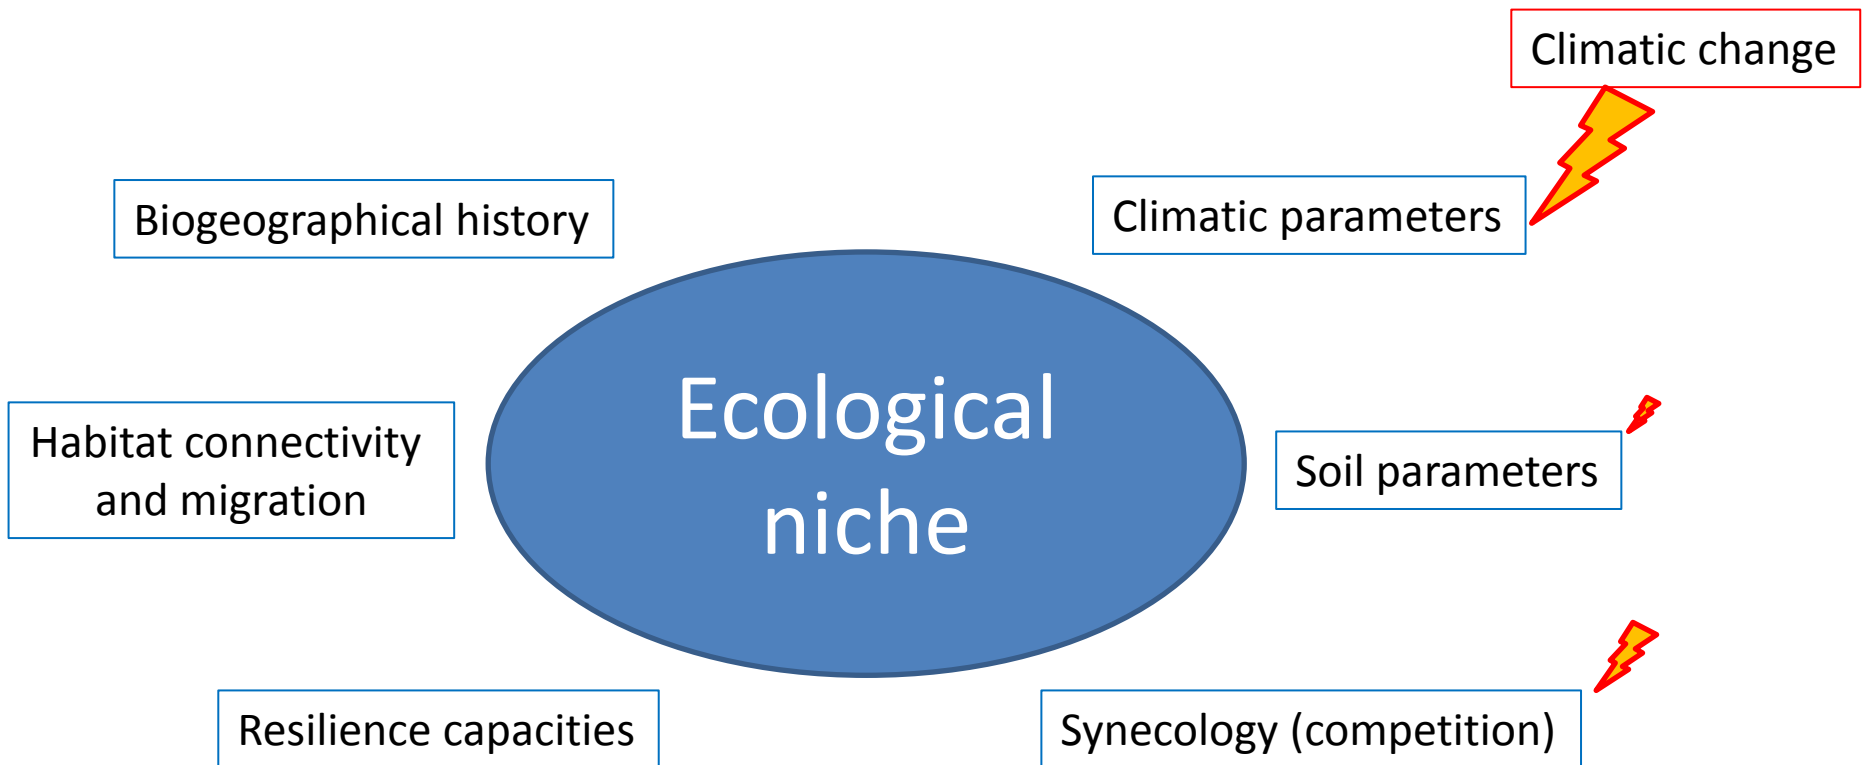 Climatic change
Biogeographical history
Climatic parameters
Ecological
niche
Habitat connectivity
and migration
Soil parameters
Resilience capacities
Synecology (competition)